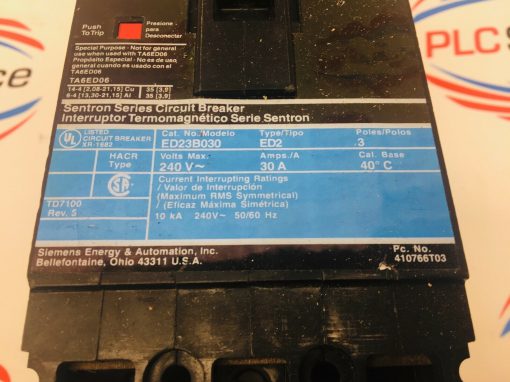 Push
To Trip
Presione
para
Desconectar
Special Purpose - Not for general
use when used with TA6ED06
Propósito Especial - No es de uso
general cuando es usado con el
TA6ED06
TA6ED06
14-4 [2,08-21,15] Cu 35 [3,9]
6-4 [13,30-21,15] Al 35 [3,9]
Sentron Series Circuit Breaker
Interruptor Termomagnético Serie Sentron
UL LISTED
CIRCUIT BREAKER
XR-1682
Cat. No./Modelo Type/Tipo Poles/Polos
ED23B030 ED2 3
HACR
Type
Volts Max. Amps./A Cal. Base
240 V~ 30 A 40° C
Current Interrupting Ratings
/ Valor de Interrupción
(Maximum RMS Symmetrical)
/ (Eficaz Máxima Simétrica)
10 kA 240V~ 50/60 Hz
TD7100
Rev. 5
Siemens Energy & Automation, Inc.
Bellefontaine, Ohio 43311 U.S.A.
Pc. No.
410766T03
PLC